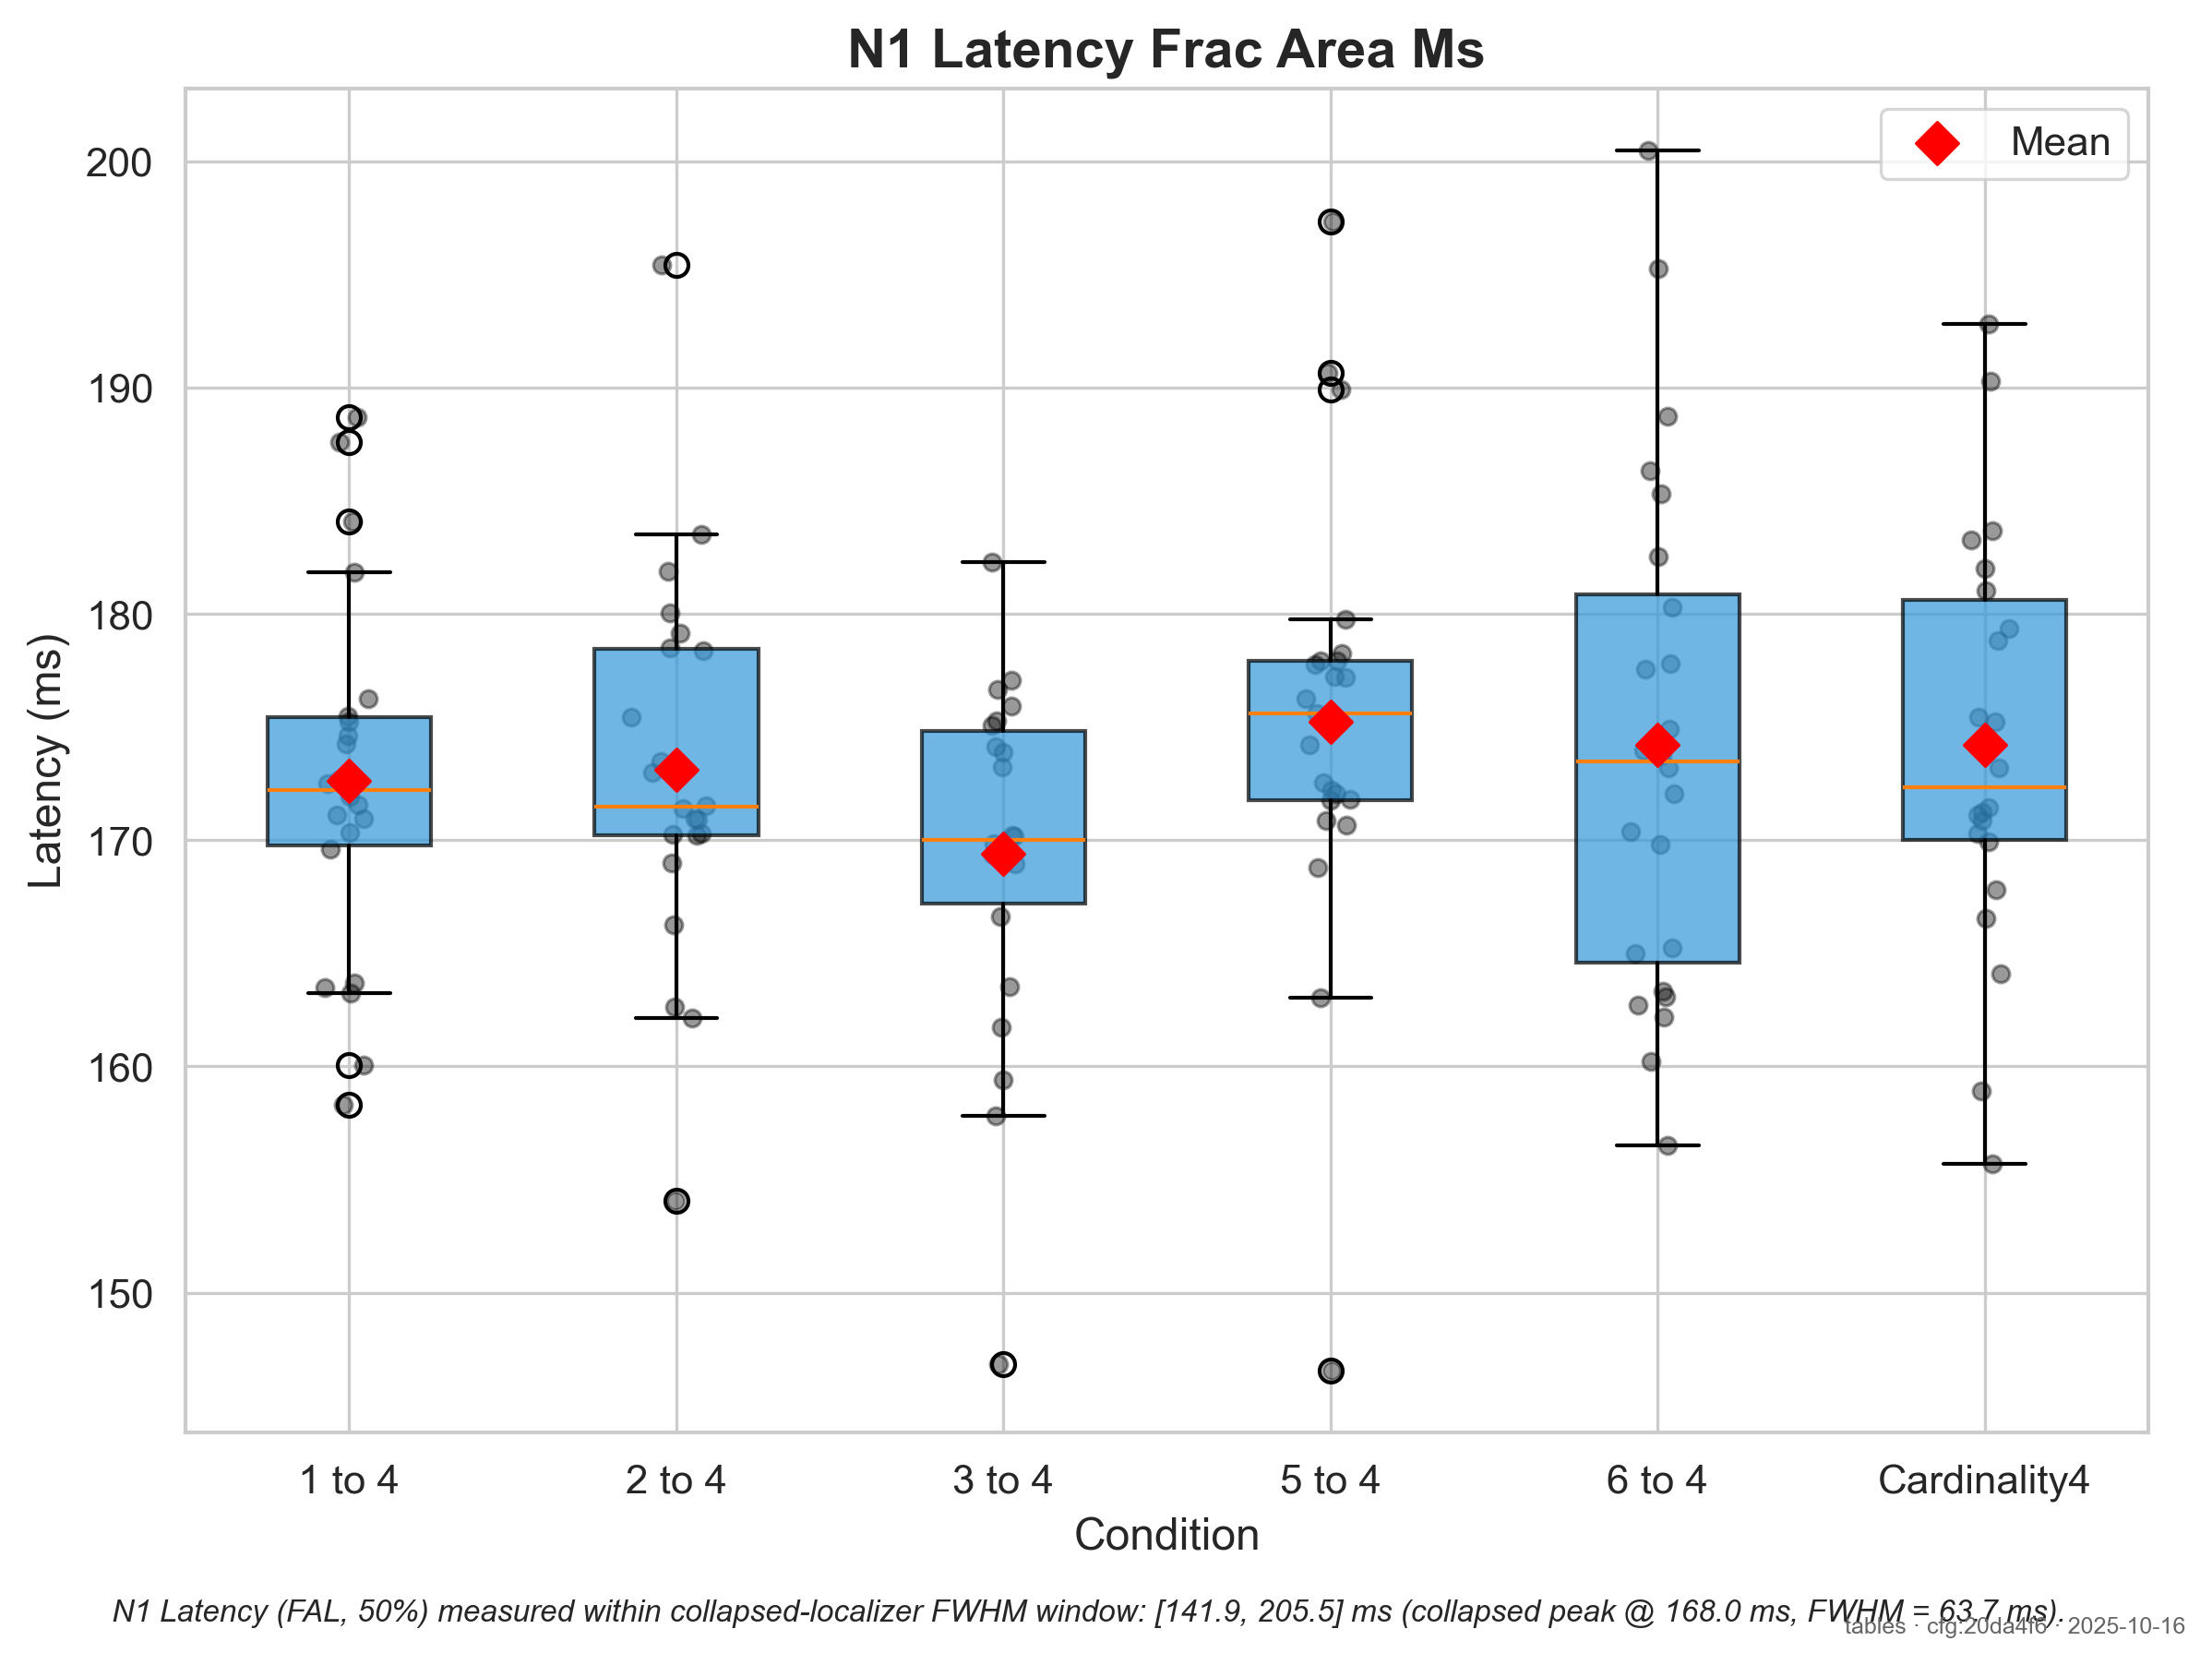 N1 Latency Frac Area Ms
Mean
200
190
180
170
160
150
Latency (ms)
1 to 4
2 to 4
3 to 4
5 to 4
6 to 4
Cardinality4
Condition
N1 Latency (FAL, 50%) measured within collapsed-localizer FWHM window: [141.9, 205.5] ms (collapsed peak @ 168.0 ms, FWHM = 63.7 ms).
tables · cfg:20da4f6 · 2025-10-16